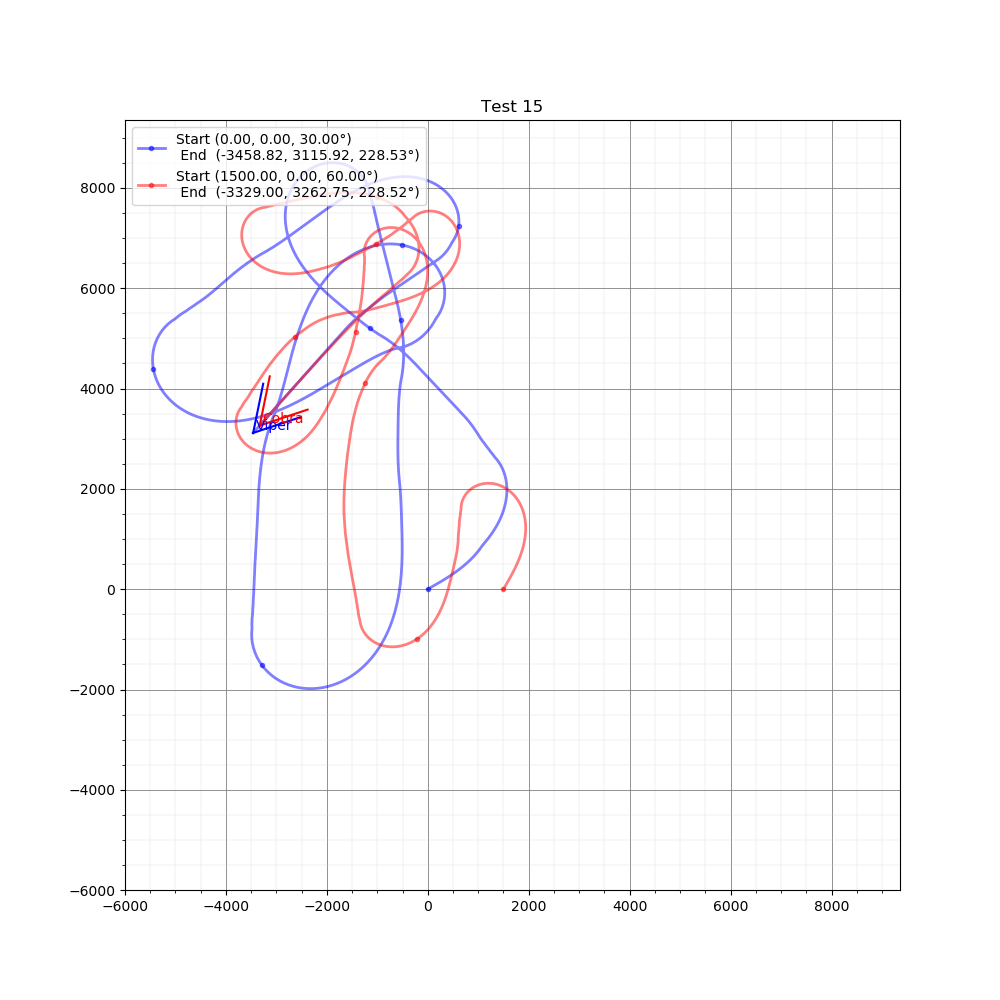 Test 15
Start (0.00, 0.00, 30.00°)
End (-3458.82, 3115.92, 228.53°)
Start (1500.00, 0.00, 60.00°)
End (-3329.00, 3262.75, 228.52°)
8000
6000
4000
2000
0
−2000
−4000
−6000
−6000 −4000 −2000 0 2000 4000 6000 8000